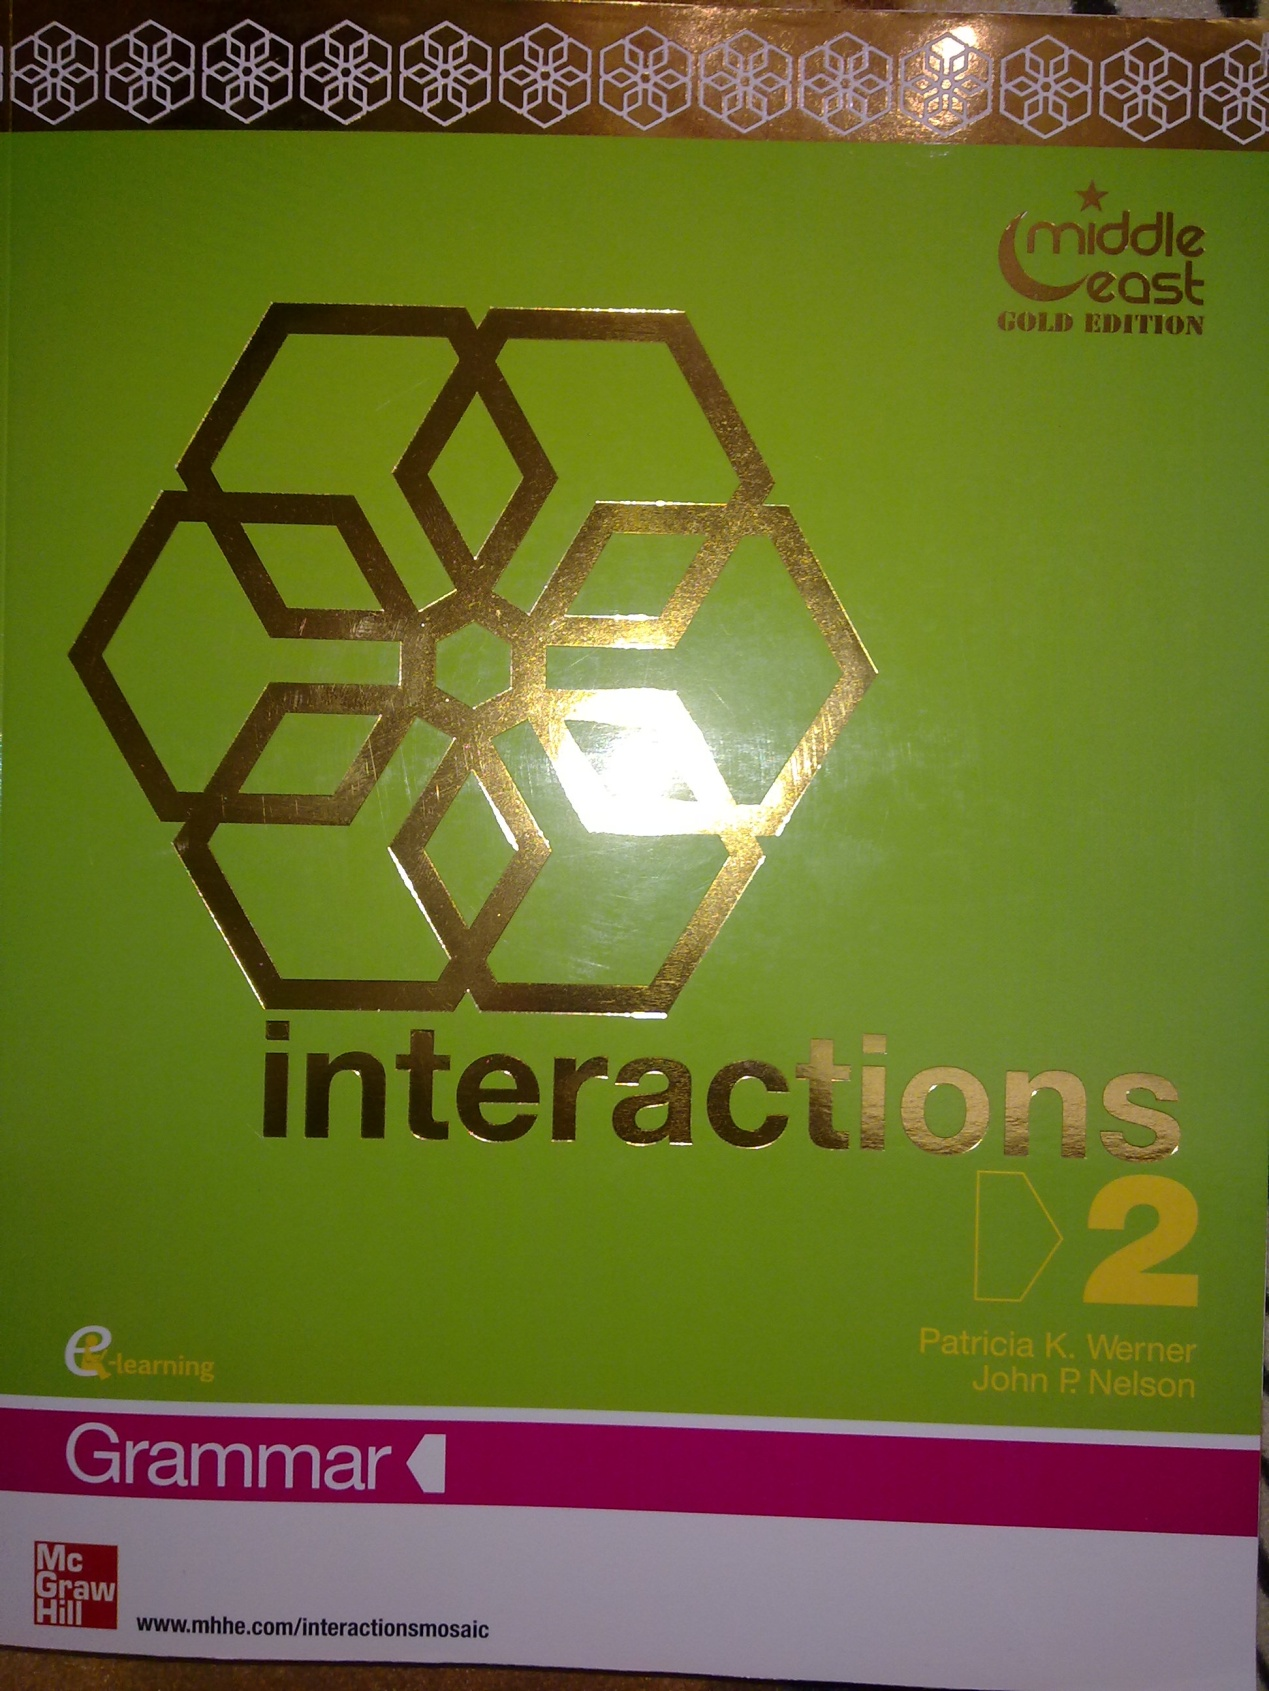 middle
east
GOLD EDITION
interactions
2
Patricia K. Werner
John P. Nelson
e-learning
Grammar
Mc
Graw
Hill
www.mhhe.com/interactionsmosaic